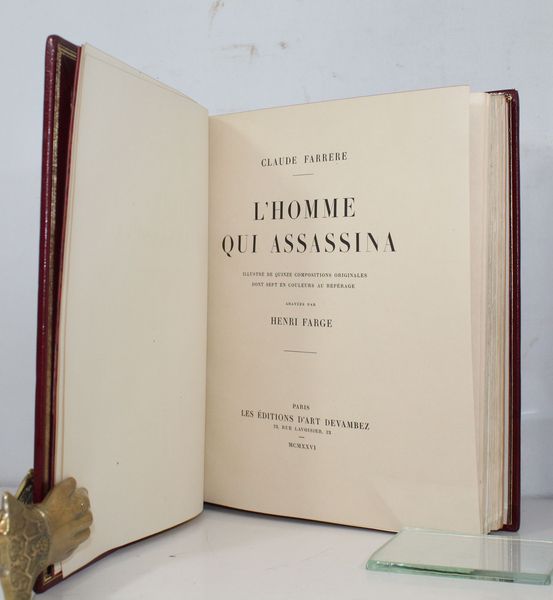 CLAUDE FARRÈRE
L'HOMME
QUI ASSASSINA
ILLUSTRÉ DE QUINZE COMPOSITIONS ORIGINALES
DONT SEPT EN COULEURS AU REPÉRAGE
GRAVÉES PAR
HENRI FARGE
PARIS
LES ÉDITIONS D'ART DEVAMBEZ
23, RUE LAVOISIER, 23
MCMXXVI